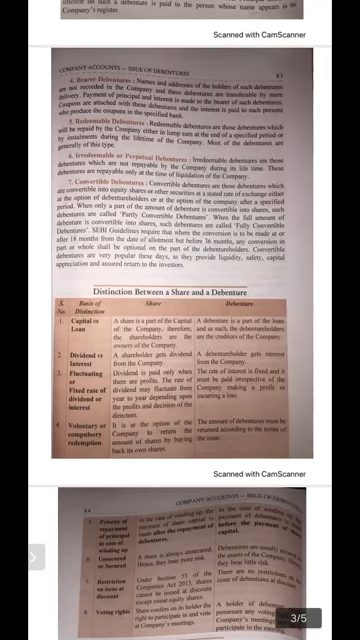 interest on such a debenture is paid to the person whose name appears in the
Company's register.
Scanned with CamScanner
COMPANY ACCOUNTS — ISSUE OF DEBENTURES
4. Bearer Debentures : Names and addresses of the holders of such debentures
are not recorded in the Company and these debentures are transferable by mere
delivery. Payment of principal and interest is made to the bearer of such debentures.
Coupons are attached with these debentures and the interest is paid to such persons
who produce the coupons in the specified bank.
5. Redeemable Debentures : Redeemable debentures are those debentures which
will be repaid by the Company either in lump sum at the end of a specified period or
by instalments during the lifetime of the Company. Most of the debentures are
generally of this type.
6. Irredeemable or Perpetual Debentures : Irredeemable debentures are those
debentures which are not repayable by the Company during its life time. These
debentures are repayable only at the time of liquidation of the Company.
7. Convertible Debentures : Convertible debentures are those debentures which
are convertible into equity shares or other securities at a stated rate of exchange either
at the option of debentureholders or at the option of the company after a specified
period. When only a part of the amount of debenture is convertible into shares, such
debentures are called 'Partly Convertible Debentures'. When the full amount of
debenture is convertible into shares, such debentures are called 'Fully Convertible
Debentures'. SEBI Guidelines require that where the conversion is to be made at or
after 18 months from the date of allotment but before 36 months, any conversion in
part or whole shall be optional on the part of the debentureholders. Convertible
debentures are very popular these days, as they provide liquidity, safety, capital
appreciation and assured return to the investors.
Distinction Between a Share and a Debenture
S. No. Basis of Distinction Share Debenture
1. Capital vs Loan
A share is a part of the Capital
of the Company, therefore,
the shareholders are the
owners of the Company.
A debenture is a part of the loan
and as such, the debentureholders
are the creditors of the Company.
2. Dividend vs Interest
A shareholder gets dividend
from the Company.
A debentureholder gets interest
from the Company.
3. Fluctuating or Fixed rate of dividend or interest
Dividend is paid only when
there are profits. The rate of
dividend may fluctuate from
year to year depending upon
the profits and decision of the
directors.
The rate of interest is fixed and it
must be paid irrespective of the
Company making a profit or
incurring a loss.
4. Voluntary or compulsory redemption
It is at the option of the
Company to return the
amount of shares by buying
back its own shares.
The amount of debentures must be
returned according to the terms of
the issue.
Scanned with CamScanner
COMPANY ACCOUNTS — ISSUE OF DEBENTURES
5. Priority of repayment of principal in case of winding up
In the case of winding up, the
payment of share capital is
made after the repayment of
debentures.
In the case of winding
payment of debentures is
before the payment of share
capital.
6. Unsecured or Secured
A share is always unsecured.
Hence, they bear more risk.
Debentures are usually secured
the assets of the Company. Hence
they bear little risk.
7. Restriction on issue at discount
Under Section 53 of the
Companies Act 2013, shares
cannot be issued at discount
except sweat equity shares.
There are no restrictions on
issue of debentures at discount
8. Voting rights
Share confers on its holder the
right to participate in and vote
at Company's meetings.
A holder of debentures
possesses any voting
Company's meetings
participate in the meeting
3/5